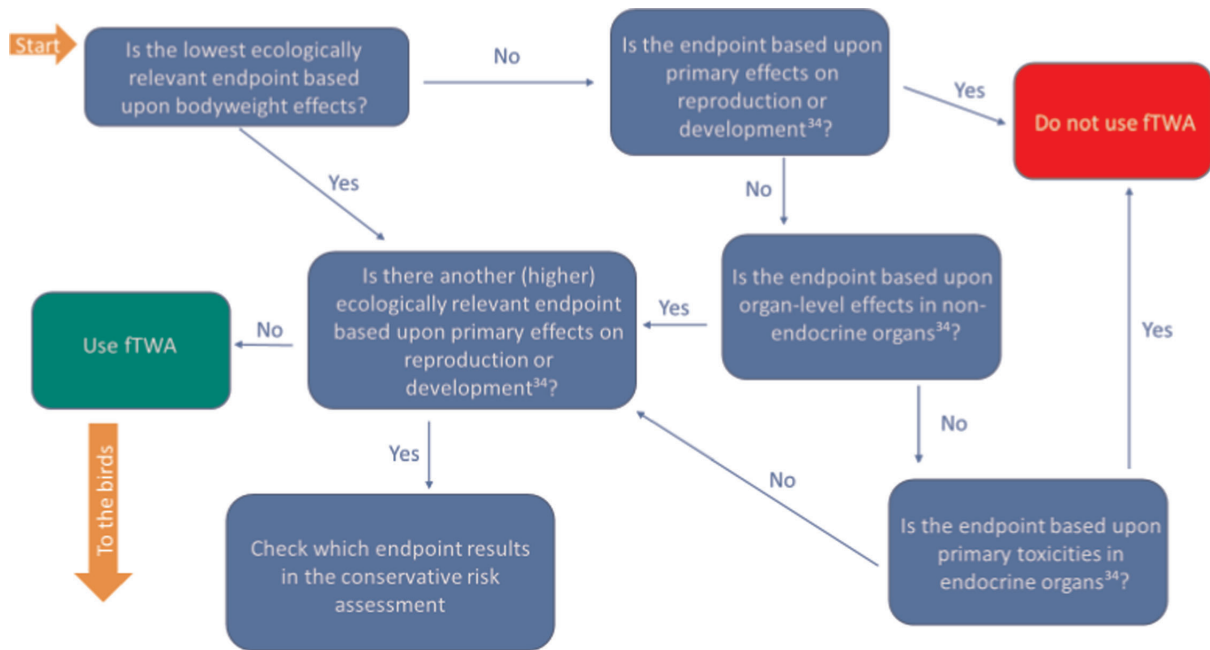 Start
Is the lowest ecologically
relevant endpoint based
upon bodyweight effects?
No
Is the endpoint based upon
primary effects on
reproduction or
development³⁴?
Yes
Do not use fTWA
Yes
No
Is there another (higher)
ecologically relevant endpoint
based upon primary effects on
reproduction or
development³⁴?
Yes
Is the endpoint based upon
organ-level effects in non-
endocrine organs³⁴?
Yes
No
Use fTWA
No
To the birds
Yes
Check which endpoint results
in the conservative risk
assessment
No
Is the endpoint based upon
primary toxicities in
endocrine organs³⁴?